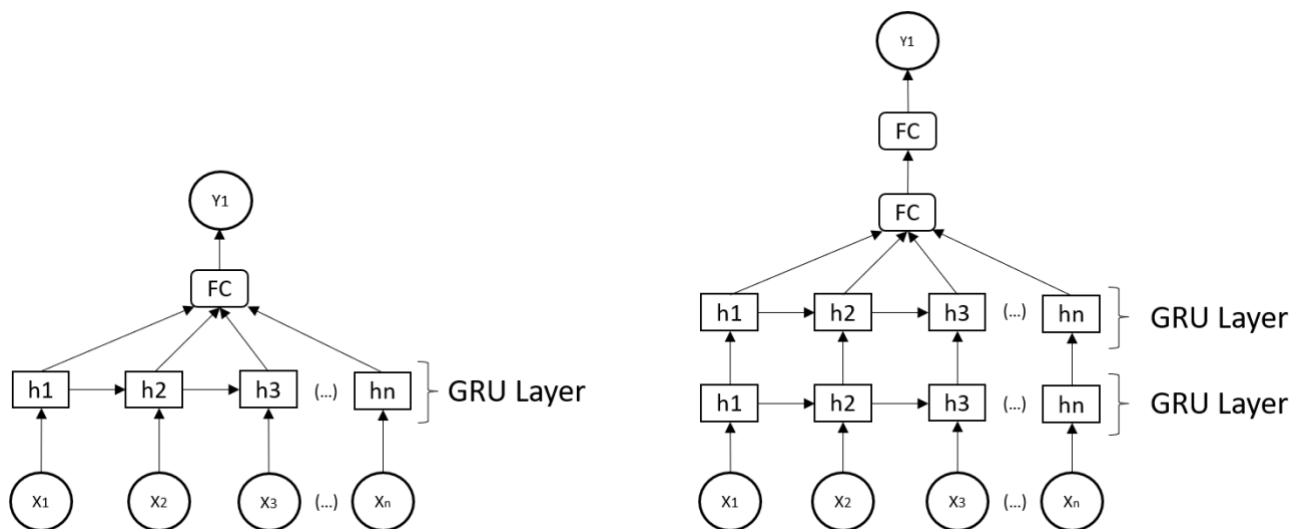 Y1
FC
h1 h2 h3 (...) hn GRU Layer
X1 X2 X3 (...) Xn
Y1
FC
FC
h1 h2 h3 (...) hn GRU Layer
h1 h2 h3 (...) hn GRU Layer
X1 X2 X3 (...) Xn